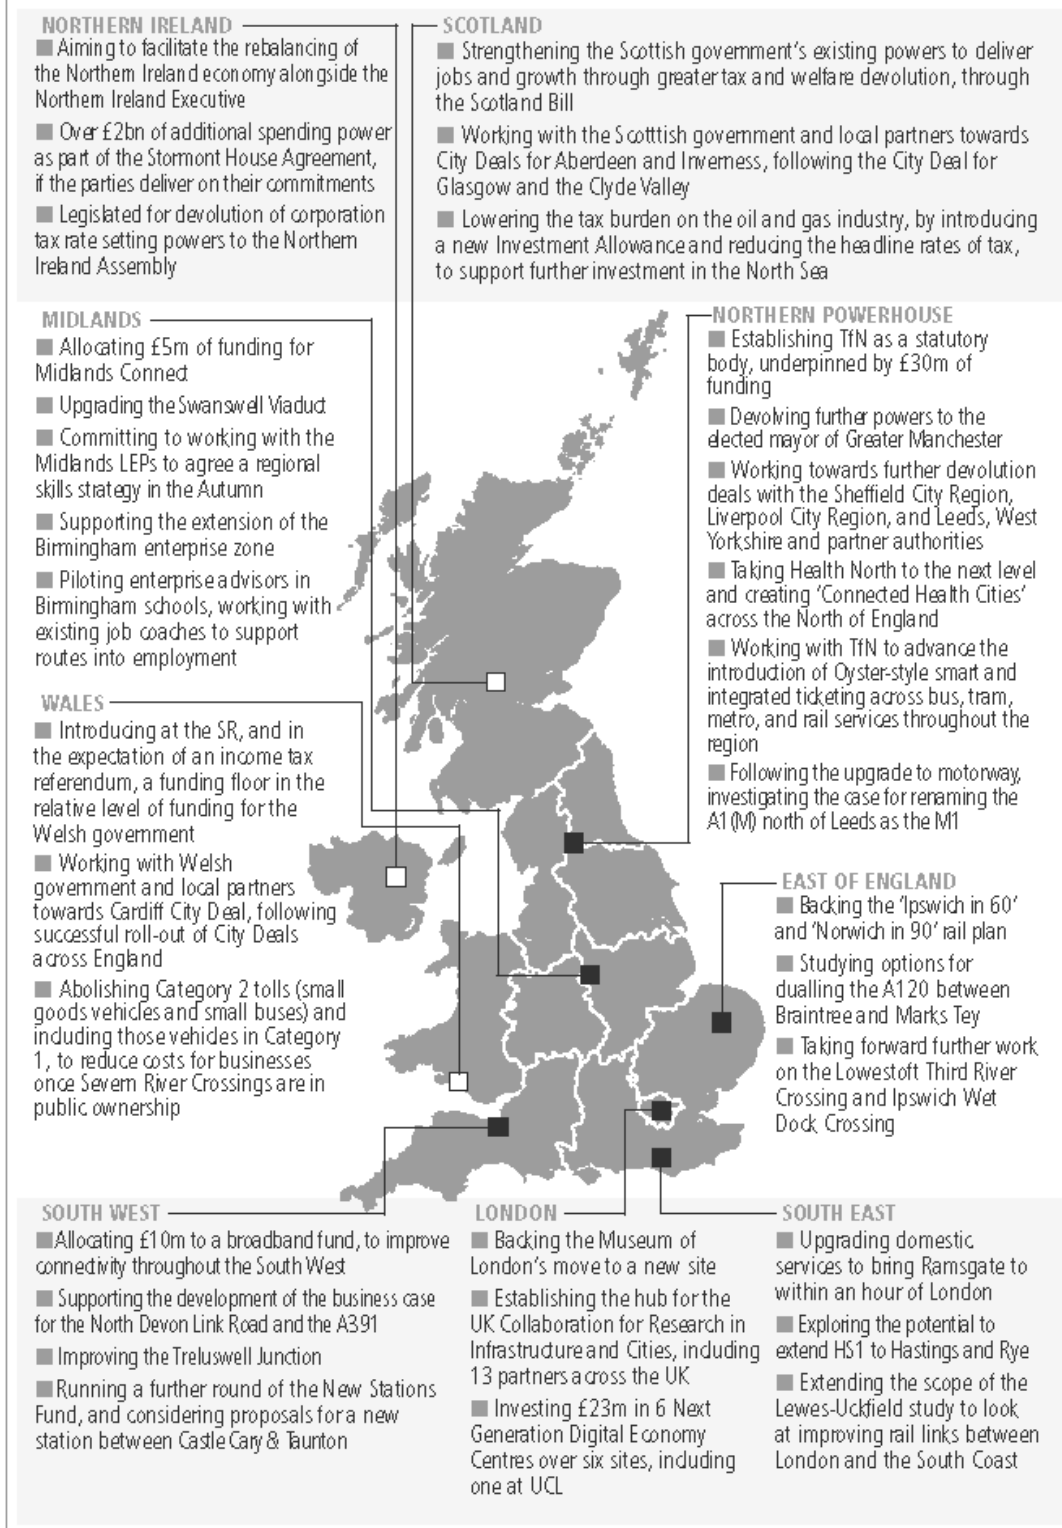 NORTHERN IRELAND
Aiming to facilitate the rebalancing of
the Northern Ireland economy alongside the
Northern Ireland Executive
Over £2bn of additional spending power
as part of the Stormont House Agreement,
if the parties deliver on their commitments
Legislated for devolution of corporation
tax rate setting powers to the Northern
Ireland Assembly
SCOTLAND
Strengthening the Scottish government's existing powers to deliver
jobs and growth through greater tax and welfare devolution, through
the Scotland Bill
Working with the Scotttish government and local partners towards
City Deals for Aberdeen and Inverness, following the City Deal for
Glasgow and the Clyde Valley
Lowering the tax burden on the oil and gas industry, by introducing
a new Investment Allowance and reducing the headline rates of tax,
to support further investment in the North Sea
MIDLANDS
Allocating £5m of funding for
Midlands Connect
Upgrading the Swanswell Viaduct
Committing to working with the
Midlands LEPs to agree a regional
skills strategy in the Autumn
Supporting the extension of the
Birmingham enterprise zone
Piloting enterprise advisors in
Birmingham schools, working with
existing job coaches to support
routes into employment
NORTHERN POWERHOUSE
Establishing TfN as a statutory
body, underpinned by £30m of
funding
Devolving further powers to the
elected mayor of Greater Manchester
Working towards further devolution
deals with the Sheffield City Region,
Liverpool City Region, and Leeds, West
Yorkshire and partner authorities
Taking Health North to the next level
and creating 'Connected Health Cities'
across the North of England
Working with TfN to advance the
introduction of Oyster-style smart and
integrated ticketing across bus, tram,
metro, and rail services throughout the
region
Following the upgrade to motorway,
investigating the case for renaming the
A1(M) north of Leeds as the M1
WALES
Introducing at the SR, and in
the expectation of an income tax
referendum, a funding floor in the
relative level of funding for the
Welsh government
Working with Welsh
government and local partners
towards Cardiff City Deal, following
successful roll-out of City Deals
across England
Abolishing Category 2 tolls (small
goods vehicles and small buses) and
including those vehicles in Category
1, to reduce costs for businesses
once Severn River Crossings are in
public ownership
EAST OF ENGLAND
Backing the 'Ipswich in 60'
and 'Norwich in 90' rail plan
Studying options for
dualling the A120 between
Braintree and Marks Tey
Taking forward further work
on the Lowestoft Third River
Crossing and Ipswich Wet
Dock Crossing
SOUTH WEST
Allocating £10m to a broadband fund, to improve
connectivity throughout the South West
Supporting the development of the business case
for the North Devon Link Road and the A391
Improving the Treluswell Junction
Running a further round of the New Stations
Fund, and considering proposals for a new
station between Castle Cary & Taunton
LONDON
Backing the Museum of
London's move to a new site
Establishing the hub for the
UK Collaboration for Research in
Infrastructure and Cities, including
13 partners across the UK
Investing £23m in 6 Next
Generation Digital Economy
Centres over six sites, including
one at UCL
SOUTH EAST
Upgrading domestic
services to bring Ramsgate to
within an hour of London
Exploring the potential to
extend HS1 to Hastings and Rye
Extending the scope of the
Lewes-Uckfield study to look
at improving rail links between
London and the South Coast